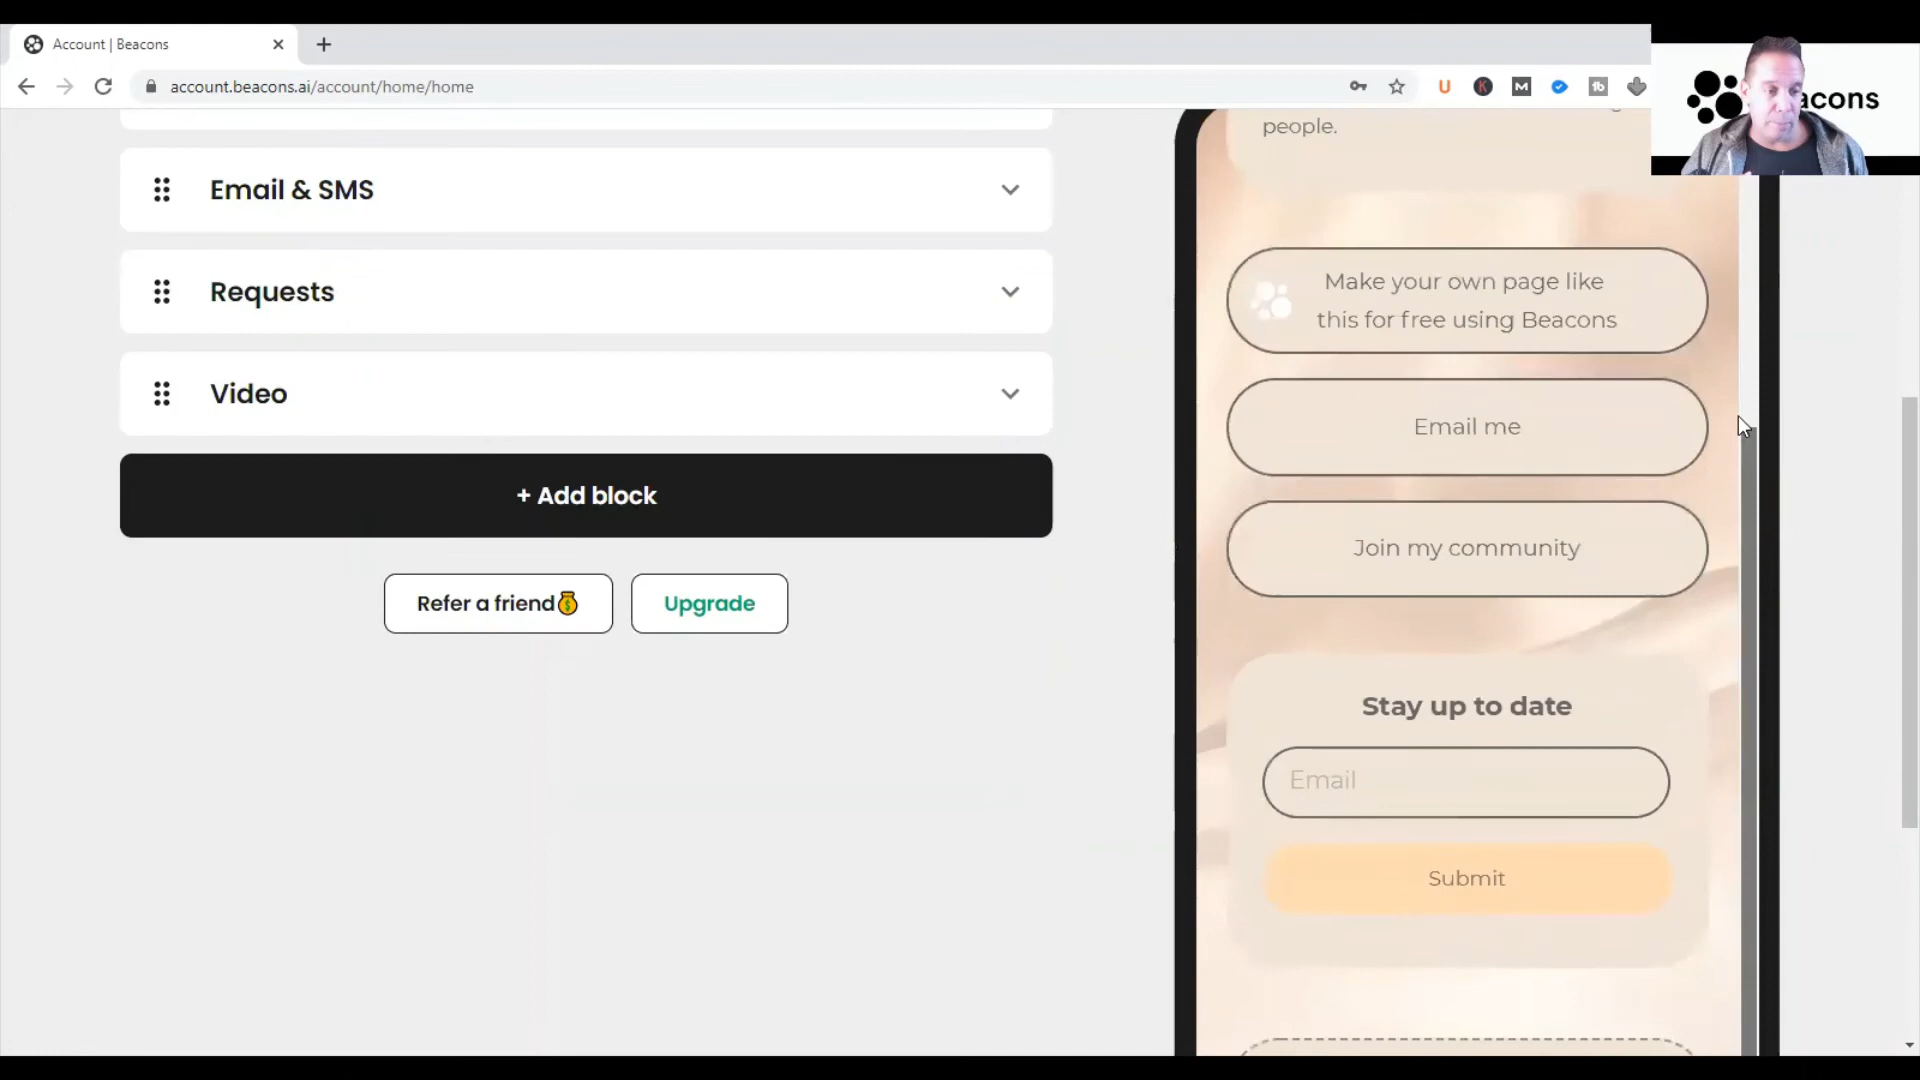 Account | Beacons
account.beacons.ai/account/home/home
acons
people.
Email & SMS
Requests
Video
+ Add block
Refer a friend
Upgrade
Make your own page like
this for free using Beacons
Email me
Join my community
Stay up to date
Email
Submit